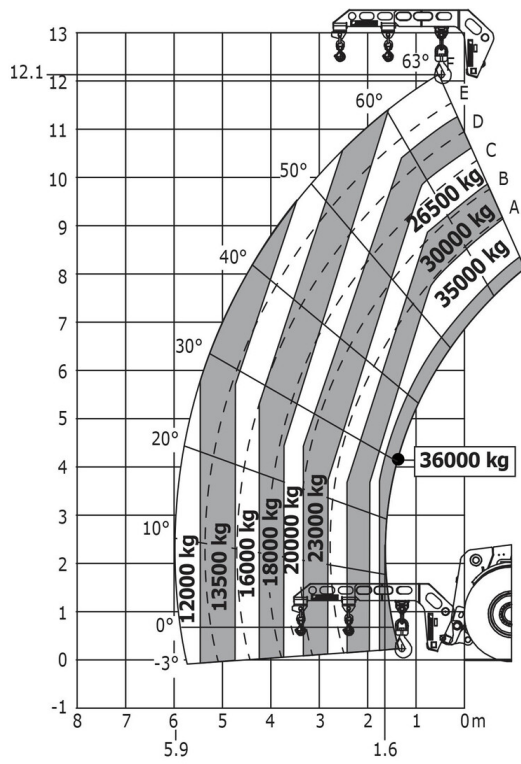 13
12.1
12
11
10
9
8
7
6
5
4
3
2
1
0
-1
63°
F
60°
E
D
C
B
A
50°
40°
30°
20°
10°
0°
-3°
26500 kg
30000 kg
35000 kg
36000 kg
12000 kg
13500 kg
16000 kg
18000 kg
20000 kg
23000 kg
8 7 6 5 4 3 2 1 0m
5.9 1.6